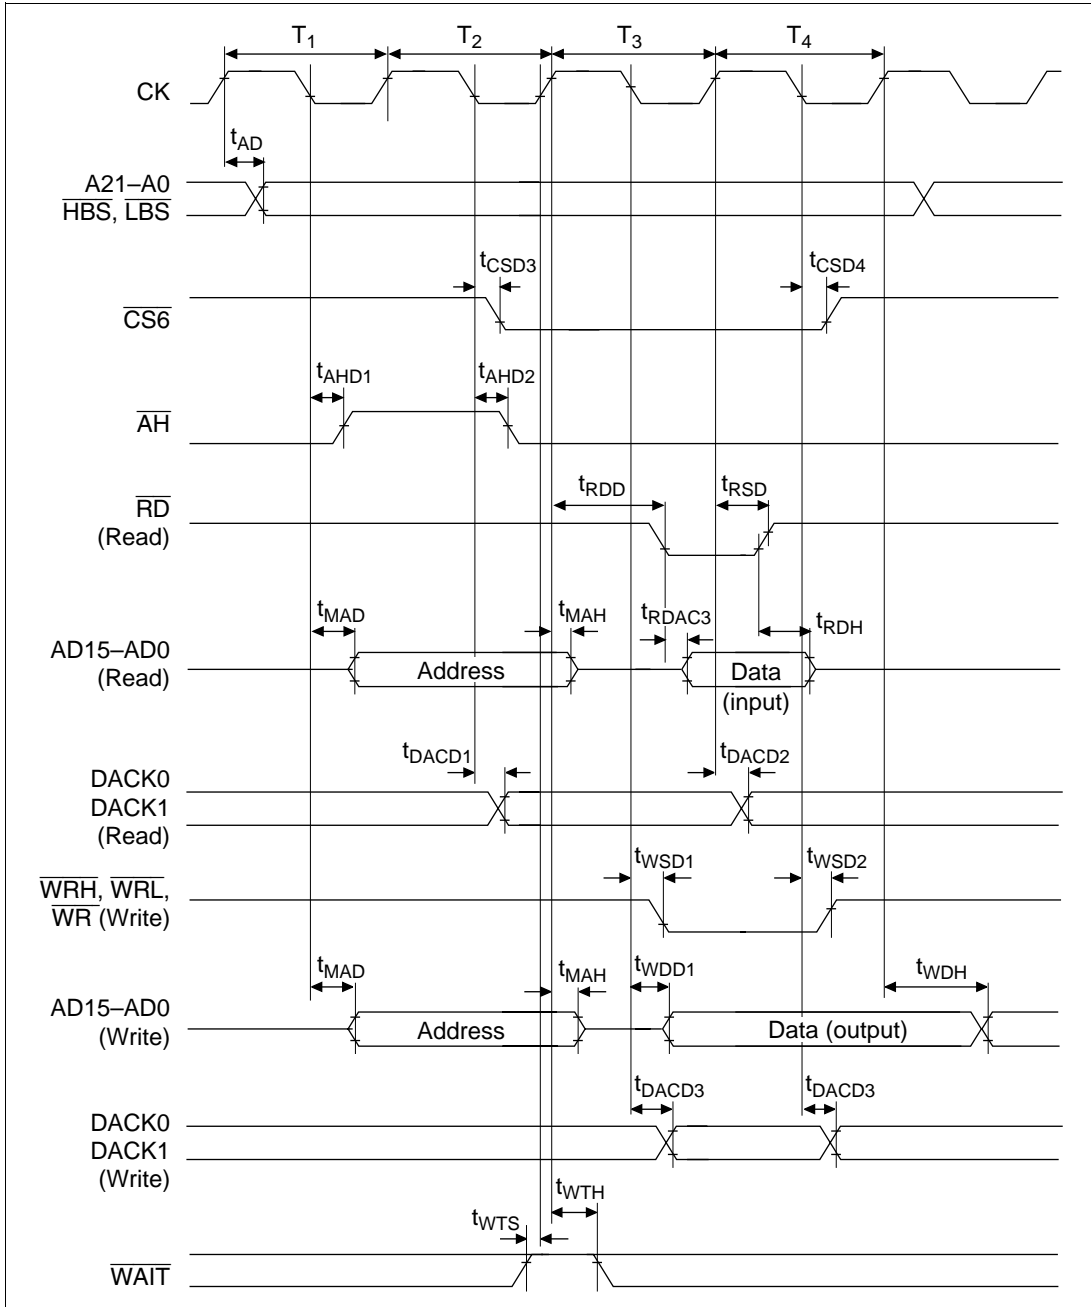 T1 T2 T3 T4
CK
tAD
A21–A0
HBS, LBS
tCSD3 tCSD4
CS6
tAHD1 tAHD2
AH
tRDD tRSD
RD
(Read)
tMAD tMAH tRDAC3 tRDH
AD15–AD0
(Read)
Address Data
(input)
tDACD1 tDACD2
DACK0
DACK1
(Read)
tWSD1 tWSD2
WRH, WRL,
WR (Write)
tMAD tMAH tWDD1 tWDH
AD15–AD0
(Write)
Address Data (output)
tDACD3 tDACD3
DACK0
DACK1
(Write)
tWTS tWTH
WAIT